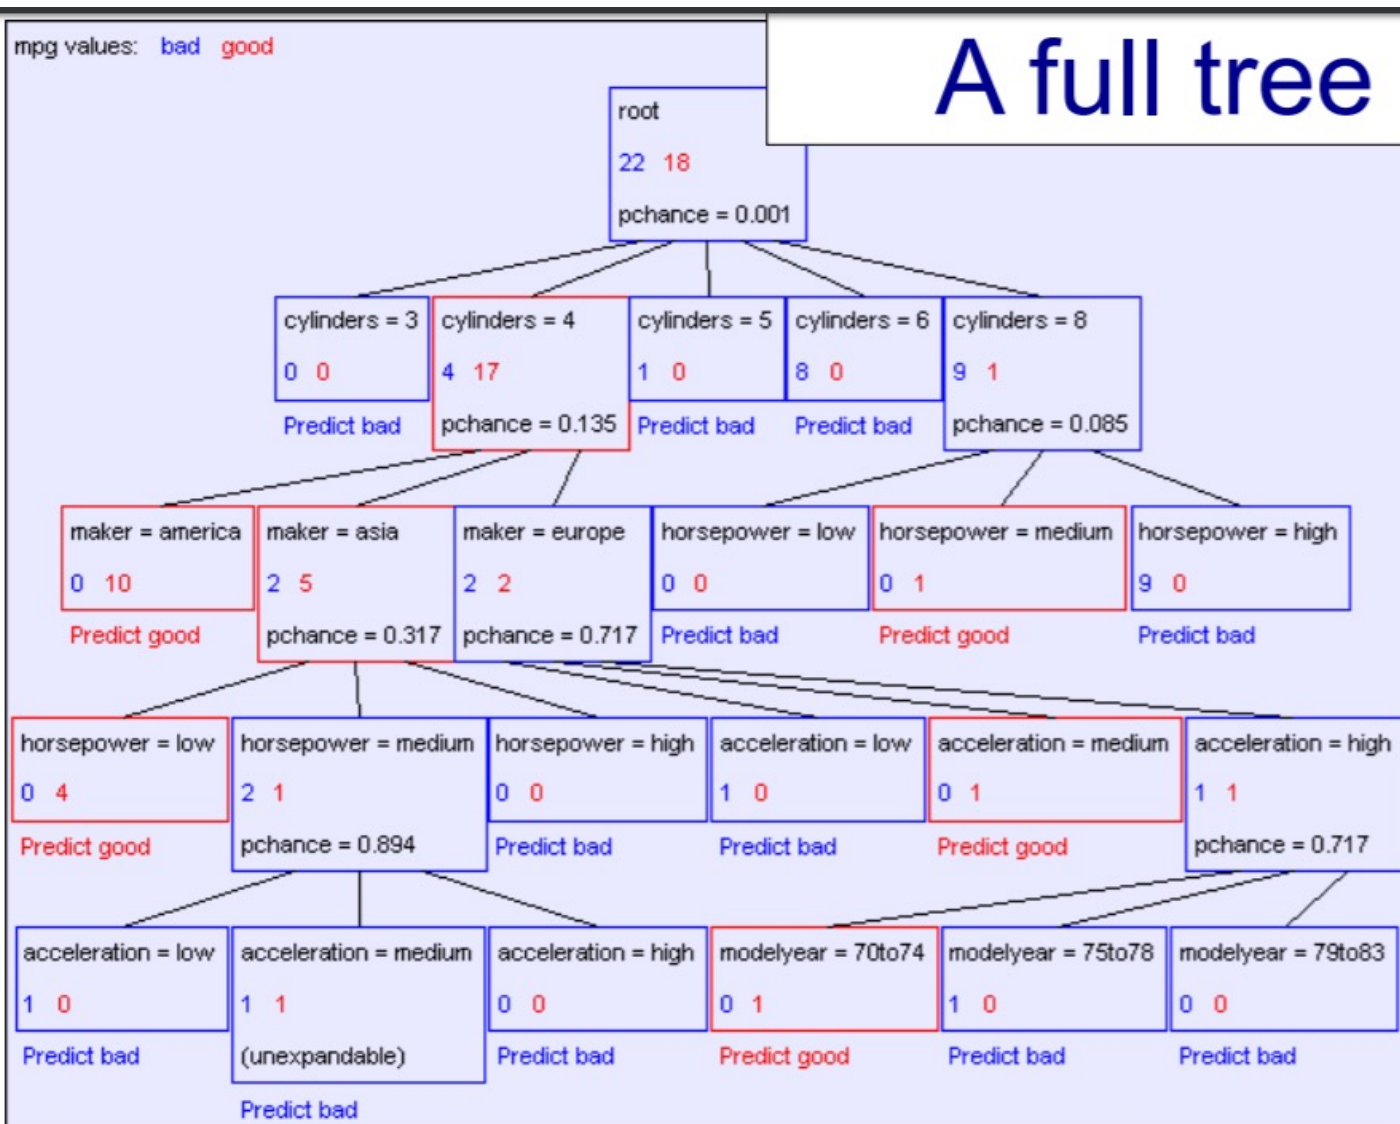 mpg values: bad good
A full tree
root
22 18
pchance = 0.001
cylinders = 3
0 0
Predict bad
cylinders = 4
4 17
pchance = 0.135
cylinders = 5
1 0
Predict bad
cylinders = 6
8 0
Predict bad
cylinders = 8
9 1
pchance = 0.085
maker = america
0 10
Predict good
maker = asia
2 5
pchance = 0.317
maker = europe
2 2
pchance = 0.717
horsepower = low
0 0
Predict bad
horsepower = medium
0 1
Predict good
horsepower = high
9 0
Predict bad
horsepower = low
0 4
Predict good
horsepower = medium
2 1
pchance = 0.894
horsepower = high
0 0
Predict bad
acceleration = low
1 0
Predict bad
acceleration = medium
0 1
Predict good
acceleration = high
1 1
pchance = 0.717
acceleration = low
1 0
Predict bad
acceleration = medium
1 1
(unexpandable)
Predict bad
acceleration = high
0 0
Predict bad
modelyear = 70to74
0 1
Predict good
modelyear = 75to78
1 0
Predict bad
modelyear = 79to83
0 0
Predict bad